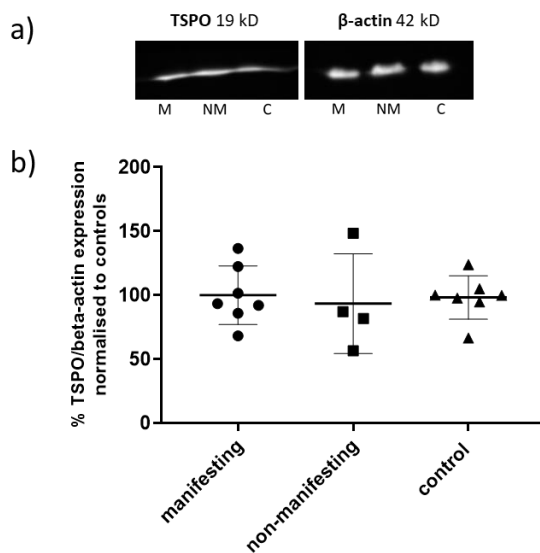 a)
TSPO 19 kD
β-actin 42 kD
M NM C
M NM C
b)
% TSPO/beta-actin expression
normalised to controls
200
150
100
50
0
manifesting
non-manifesting
control